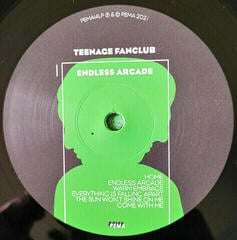 PEMA14LP ℗ & © PEMA 2021
TEENAGE FANCLUB
ENDLESS ARCADE
HOME
ENDLESS ARCADE
WARM EMBRACE
EVERYTHING IS FALLING APART
THE SUN WON'T SHINE ON ME
COME WITH ME
PEMA